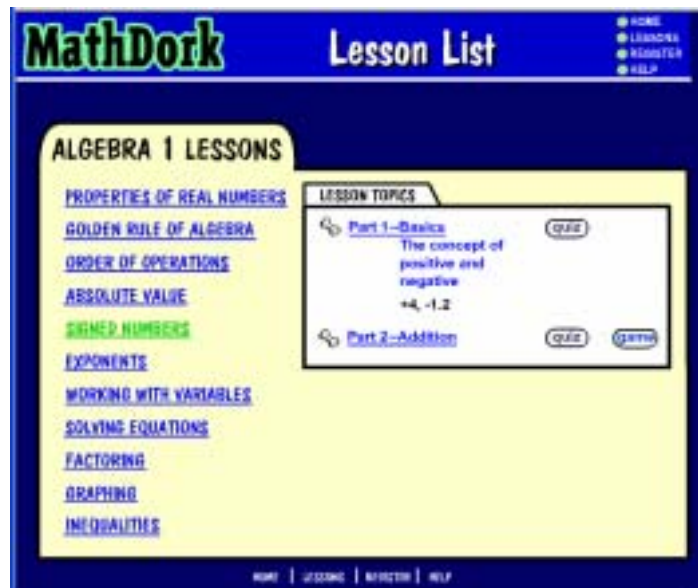 MathDork
Lesson List
HOME
LESSONS
REGISTER
HELP
ALGEBRA 1 LESSONS
PROPERTIES OF REAL NUMBERS
GOLDEN RULE OF ALGEBRA
ORDER OF OPERATIONS
ABSOLUTE VALUE
SIGNED NUMBERS
EXPONENTS
WORKING WITH VARIABLES
SOLVING EQUATIONS
FACTORING
GRAPHING
INEQUALITIES
LESSON TOPICS
Part 1--Basics quiz
The concept of
positive and
negative
+4, -1.2
Part 2--Addition quiz game
HOME | LESSONS | REGISTER | HELP